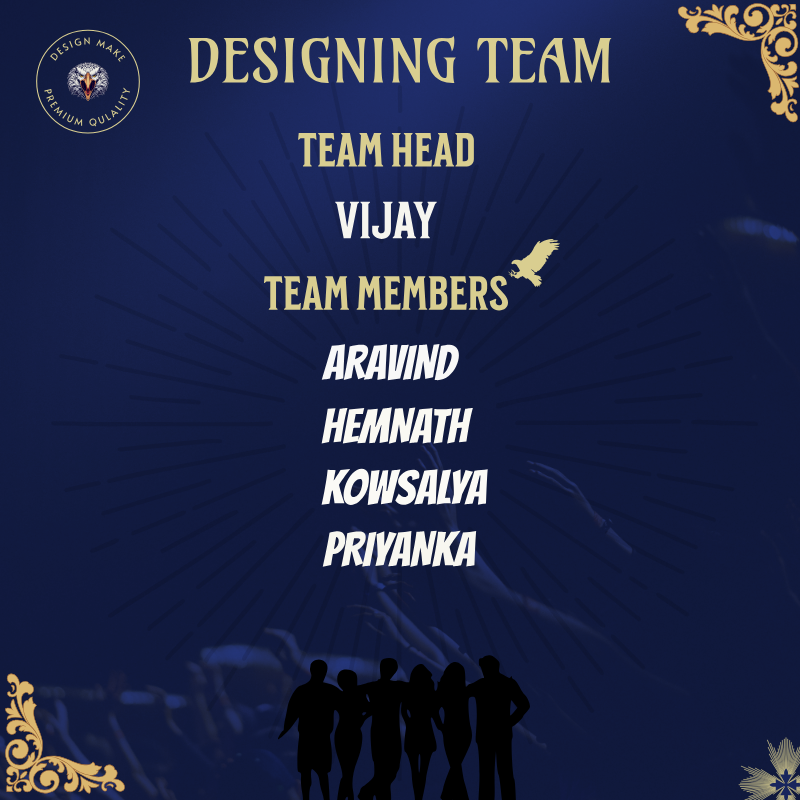 DESIGN MAKE
PREMIUM QULALITY
DESIGNING TEAM
TEAM HEAD
VIJAY
TEAM MEMBERS
ARAVIND
HEMNATH
KOWSALYA
PRIYANKA